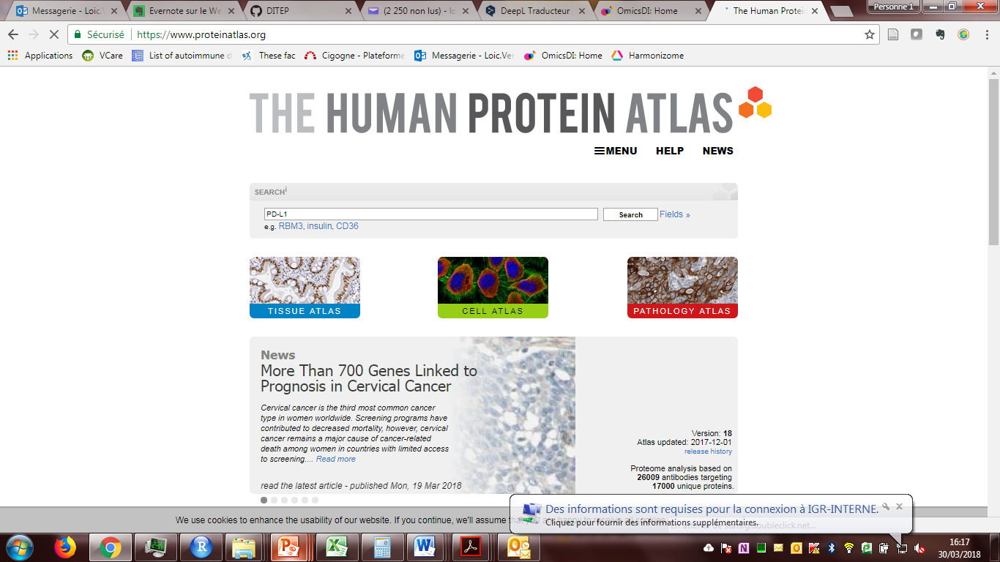 Messagerie - Loic.V
Evernote sur le We
DITEP
(2 250 non lus) - lo
DeepL Traducteur
OmicsDI: Home
The Human Protei
Personne 1
Sécurisé
https://www.proteinatlas.org
Applications
VCare
List of autoimmune d
These fac
Cigogne - Plateforme
Messagerie - Loic.Ver
OmicsDI: Home
Harmonizome
THE HUMAN PROTEIN ATLAS
MENU HELP NEWS
SEARCHi
PD-L1
Search
Fields »
e.g. RBM3, insulin, CD36
TISSUE ATLAS
CELL ATLAS
PATHOLOGY ATLAS
News
More Than 700 Genes Linked to
Prognosis in Cervical Cancer
Cervical cancer is the third most common cancer
type in women worldwide. Screening programs have
contributed to decreased mortality, however, cervical
cancer remains a major cause of cancer-related
death among women in countries with limited access
to screening.... Read more
read the latest article - published Mon, 19 Mar 2018
Version: 18
Atlas updated: 2017-12-01
release history
Proteome analysis based on
26009 antibodies targeting
17000 unique proteins.
We use cookies to enhance the usability of our website. If you continue, we'll assume
Des informations sont requises pour la connexion à IGR-INTERNE.
Cliquez pour fournir des informations supplémentaires.
16:17
30/03/2018